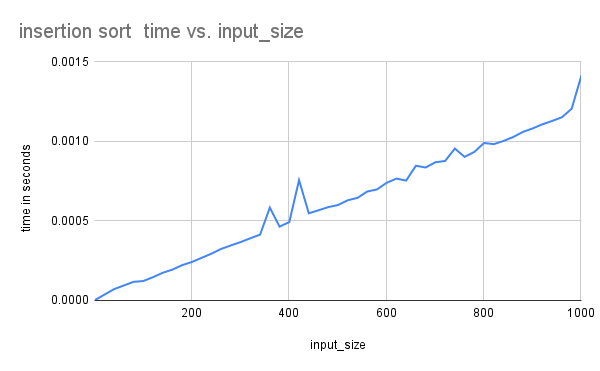 insertion sort  time vs. input_size
0.0015
0.0010
0.0005
0.0000
time in seconds
200 400 600 800 1000
input_size